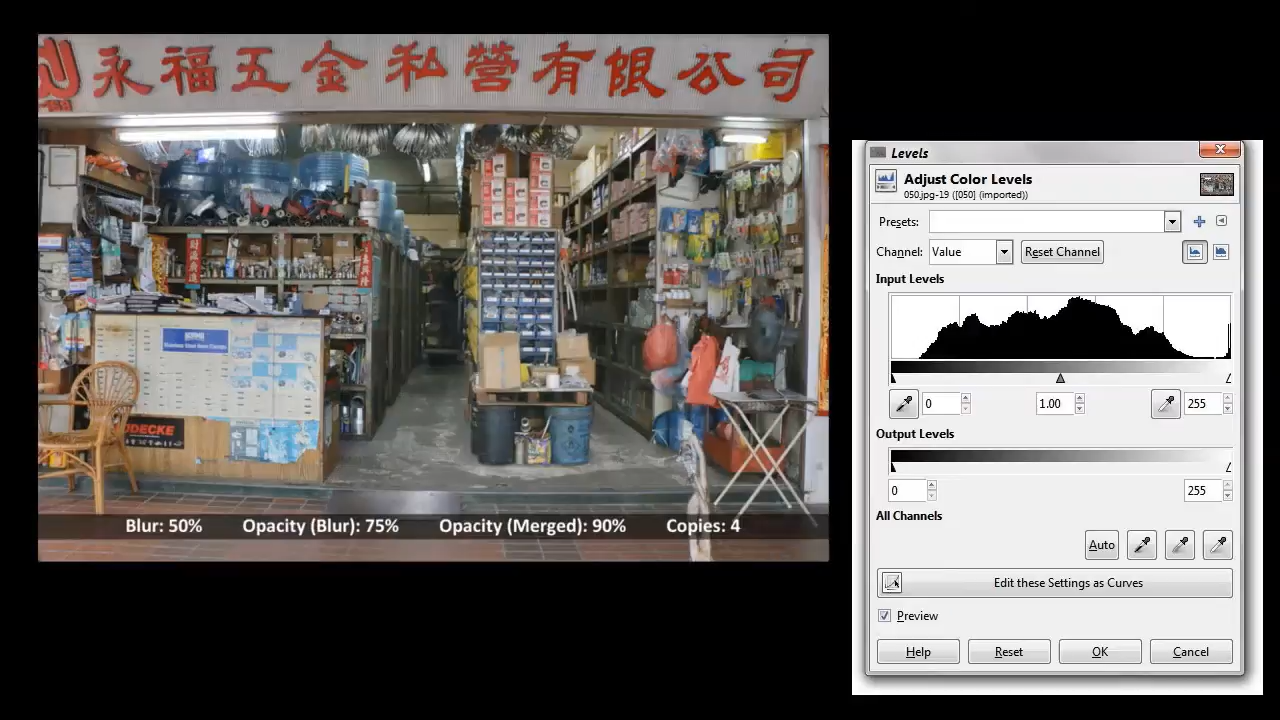 永福五金私營有限公司
RODECKE
Blur: 50% Opacity (Blur): 75% Opacity (Merged): 90% Copies: 4
Levels
Adjust Color Levels
050.jpg-19 ([050] (imported))
Presets:
Channel: Value Reset Channel
Input Levels
0 1.00 255
Output Levels
0 255
All Channels
Auto
Edit these Settings as Curves
Preview
Help Reset OK Cancel